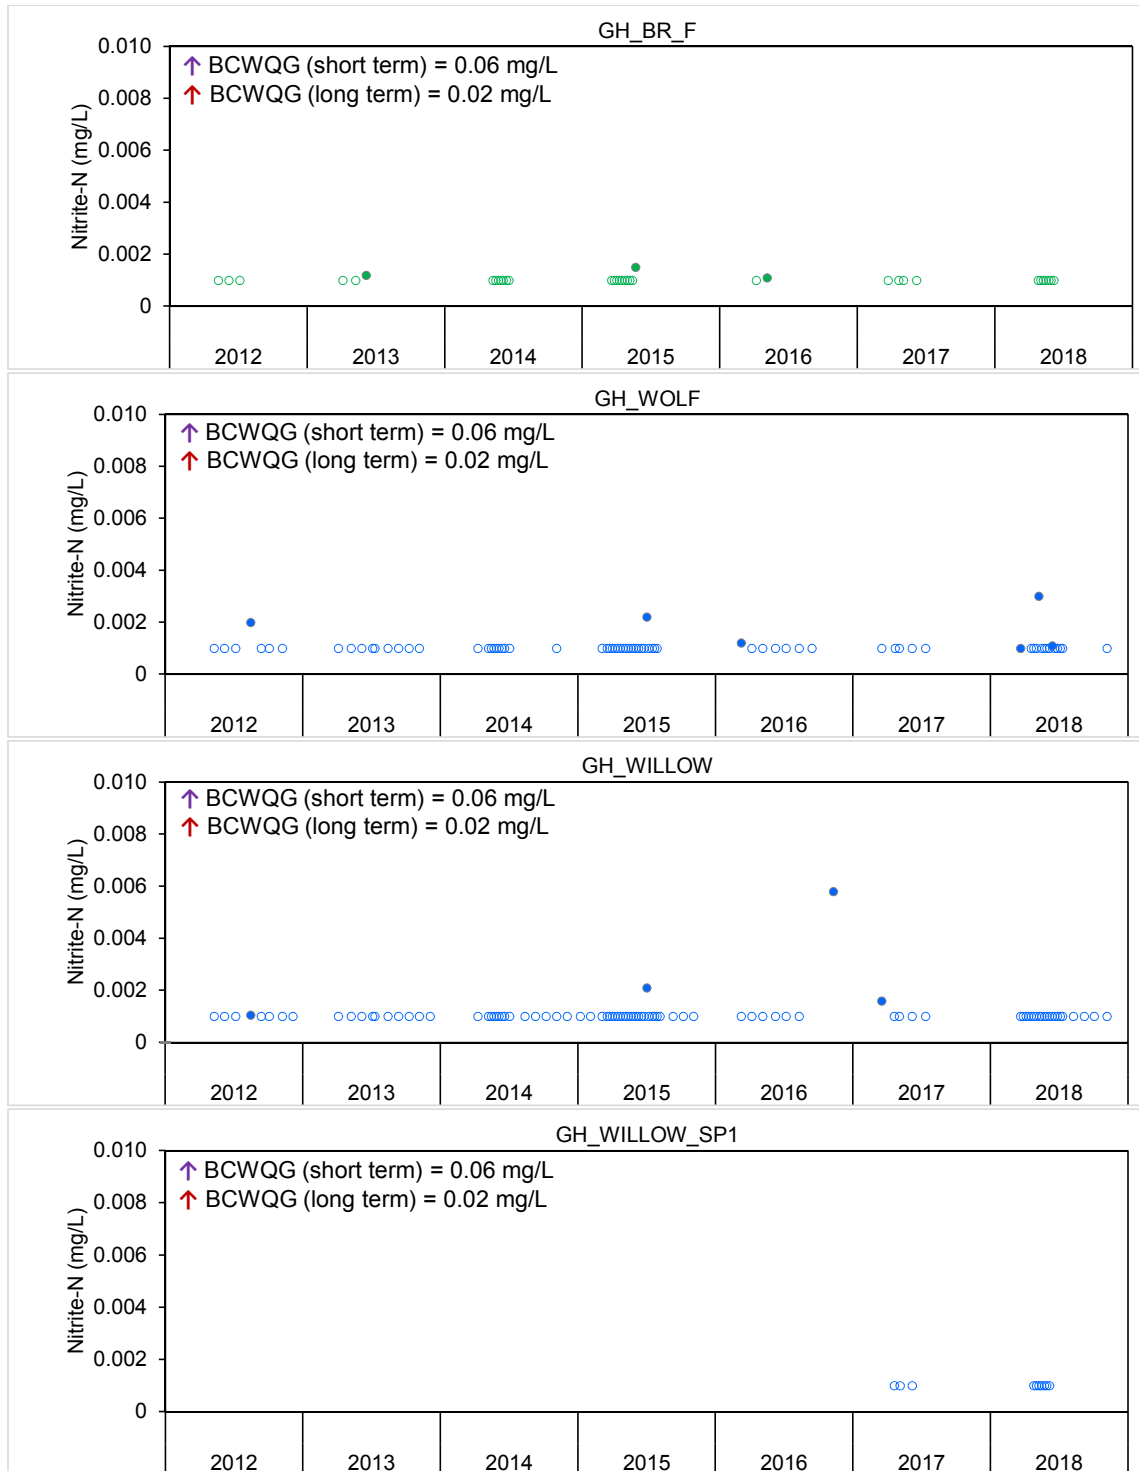 GH_BR_F
↑ BCWQG (short term) = 0.06 mg/L
↑ BCWQG (long term) = 0.02 mg/L
Nitrite-N (mg/L)
0.010
0.008
0.006
0.004
0.002
0
2012 2013 2014 2015 2016 2017 2018
GH_WOLF
↑ BCWQG (short term) = 0.06 mg/L
↑ BCWQG (long term) = 0.02 mg/L
Nitrite-N (mg/L)
0.010
0.008
0.006
0.004
0.002
0
2012 2013 2014 2015 2016 2017 2018
GH_WILLOW
↑ BCWQG (short term) = 0.06 mg/L
↑ BCWQG (long term) = 0.02 mg/L
Nitrite-N (mg/L)
0.010
0.008
0.006
0.004
0.002
0
2012 2013 2014 2015 2016 2017 2018
GH_WILLOW_SP1
↑ BCWQG (short term) = 0.06 mg/L
↑ BCWQG (long term) = 0.02 mg/L
Nitrite-N (mg/L)
0.010
0.008
0.006
0.004
0.002
0
2012 2013 2014 2015 2016 2017 2018